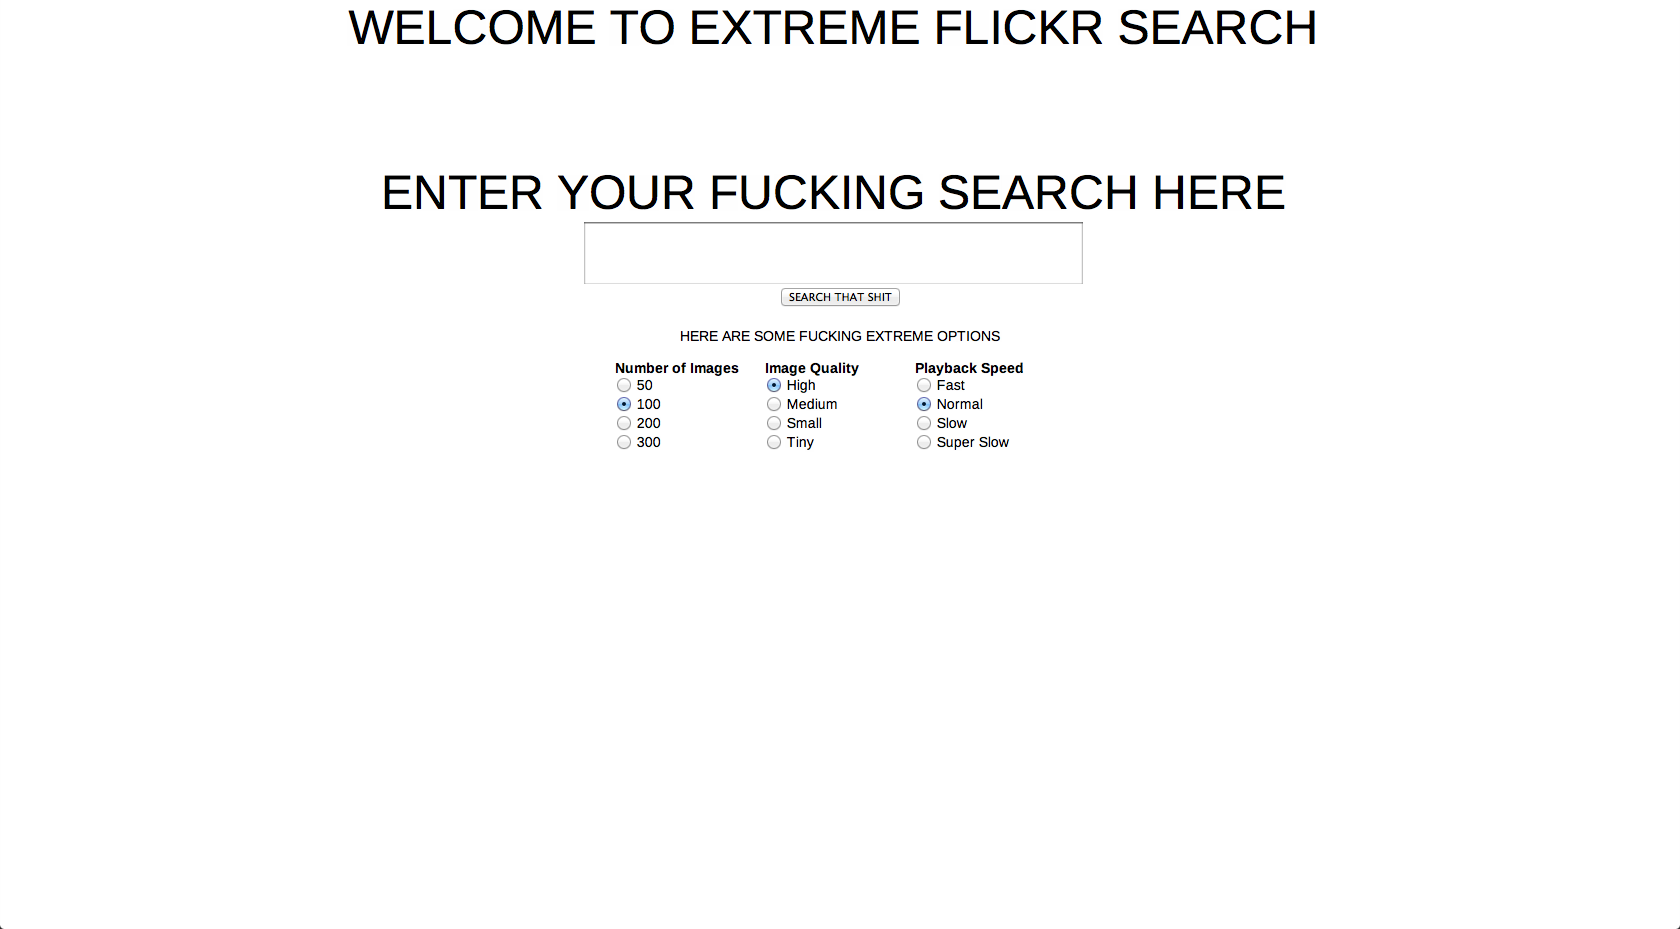 WELCOME TO EXTREME FLICKR SEARCH
ENTER YOUR FUCKING SEARCH HERE
SEARCH THAT SHIT
HERE ARE SOME FUCKING EXTREME OPTIONS
Number of Images Image Quality Playback Speed
50 High Fast
100 Medium Normal
200 Small Slow
300 Tiny Super Slow